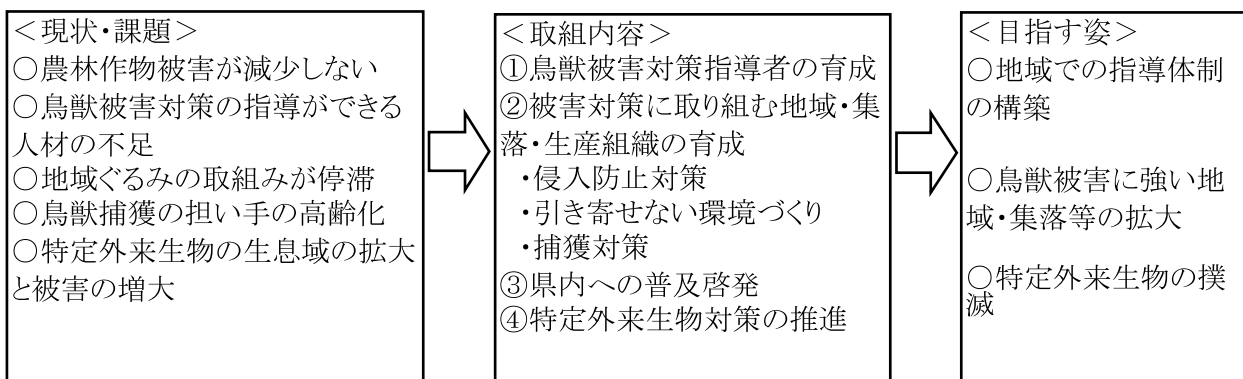 ＜現状・課題＞
○農林作物被害が減少しない
○鳥獣被害対策の指導ができる
人材の不足
○地域ぐるみの取組みが停滞
○鳥獣捕獲の担い手の高齢化
○特定外来生物の生息域の拡大
と被害の増大
＜取組内容＞
①鳥獣被害対策指導者の育成
②被害対策に取り組む地域・集
落・生産組織の育成
・侵入防止対策
・引き寄せない環境づくり
・捕獲対策
③県内への普及啓発
④特定外来生物対策の推進
＜目指す姿＞
○地域での指導体制
の構築
○鳥獣被害に強い地
域・集落等の拡大
○特定外来生物の撲
滅